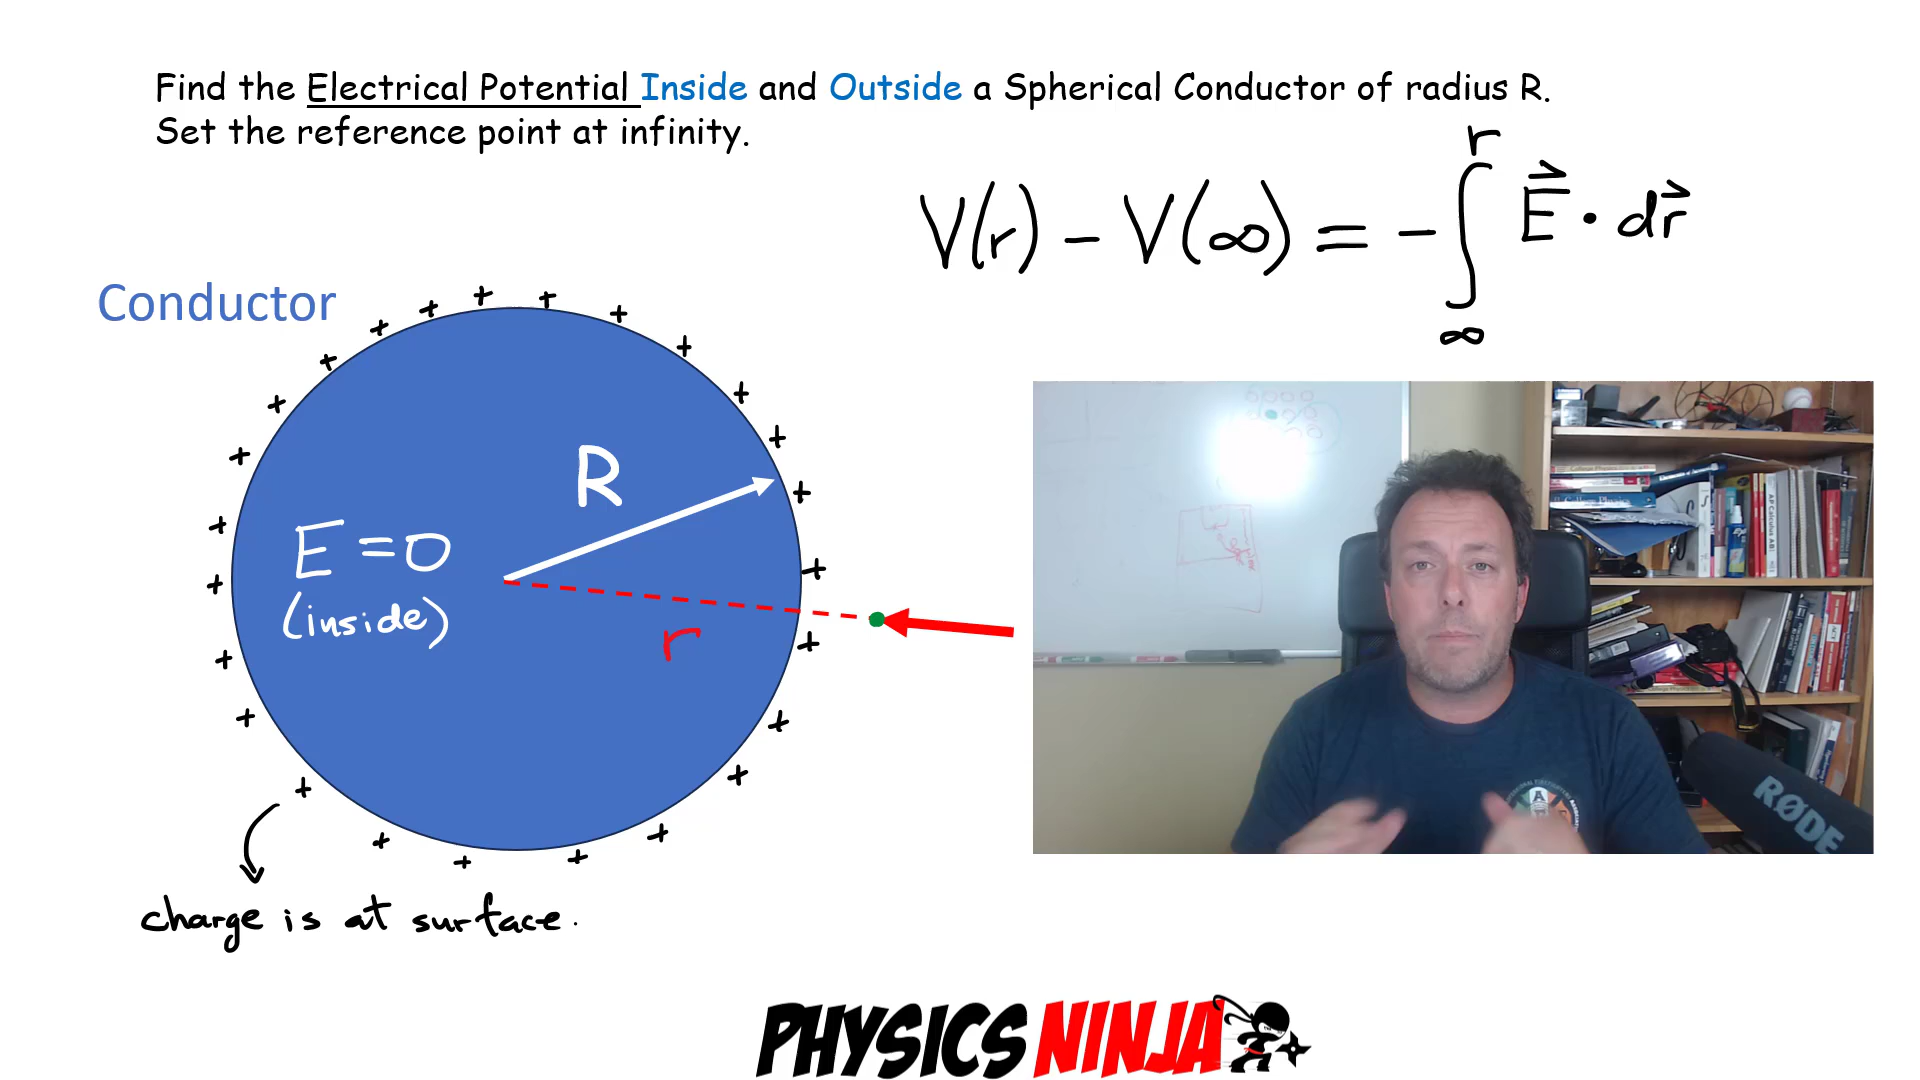 Find the Electrical Potential Inside and Outside a Spherical Conductor of radius R.
Set the reference point at infinity.
V(r) - V(∞) = - ∫_∞^r E⃗ • dr⃗
Conductor
R
E = 0
(inside)
r
charge is at surface.
RØDE
PHYSICS NINJA